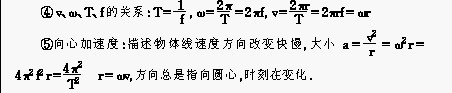 ④v、ω、T、f的关系:T=1/f,ω=2π/T=2πf,v=2πr/T=2πrf=ωr
⑤向心加速度:描述物体线速度方向改变快慢,大小 a=v²/r=ω²r=
4π²f²r=4π²/T² r=ωv,方向总是指向圆心,时刻在变化.